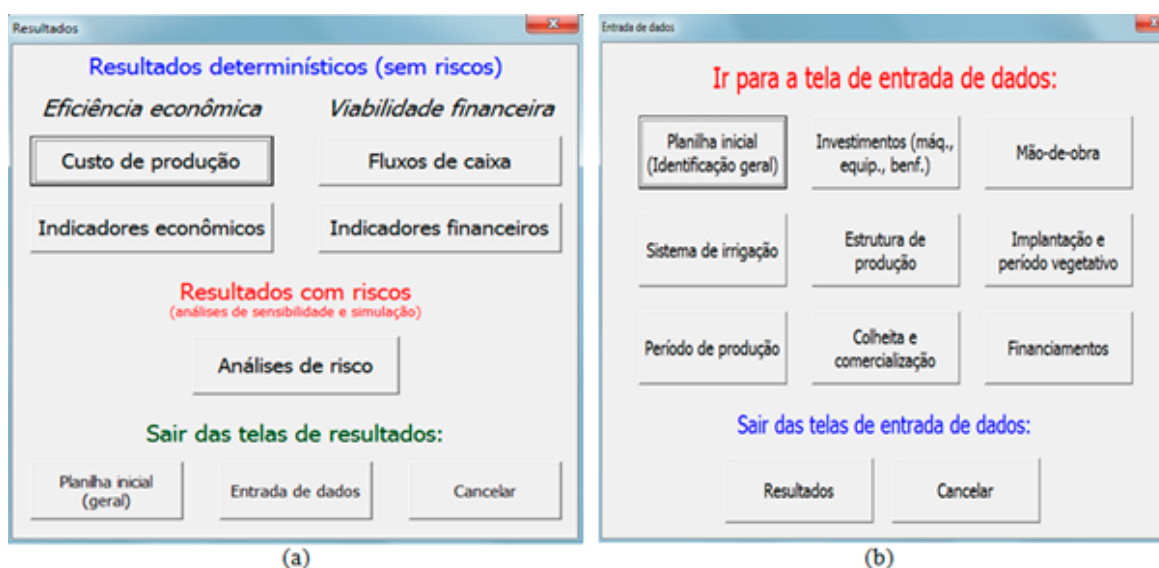 Resultados
Resultados determinísticos (sem riscos)
Eficiência econômica
Viabilidade financeira
Custo de produção
Fluxos de caixa
Indicadores econômicos
Indicadores financeiros
Resultados com riscos
(análises de sensibilidade e simulação)
Análises de risco
Sair das telas de resultados:
Planilha inicial
(geral)
Entrada de dados
Cancelar
(a)
Entrada de dados
Ir para a tela de entrada de dados:
Planilha inicial
(Identificação geral)
Investimentos (máq.,
equip., benf.)
Mão-de-obra
Sistema de irrigação
Estrutura de
produção
Implantação e
período vegetativo
Período de produção
Colheita e
comercialização
Financiamentos
Sair das telas de entrada de dados:
Resultados
Cancelar
(b)